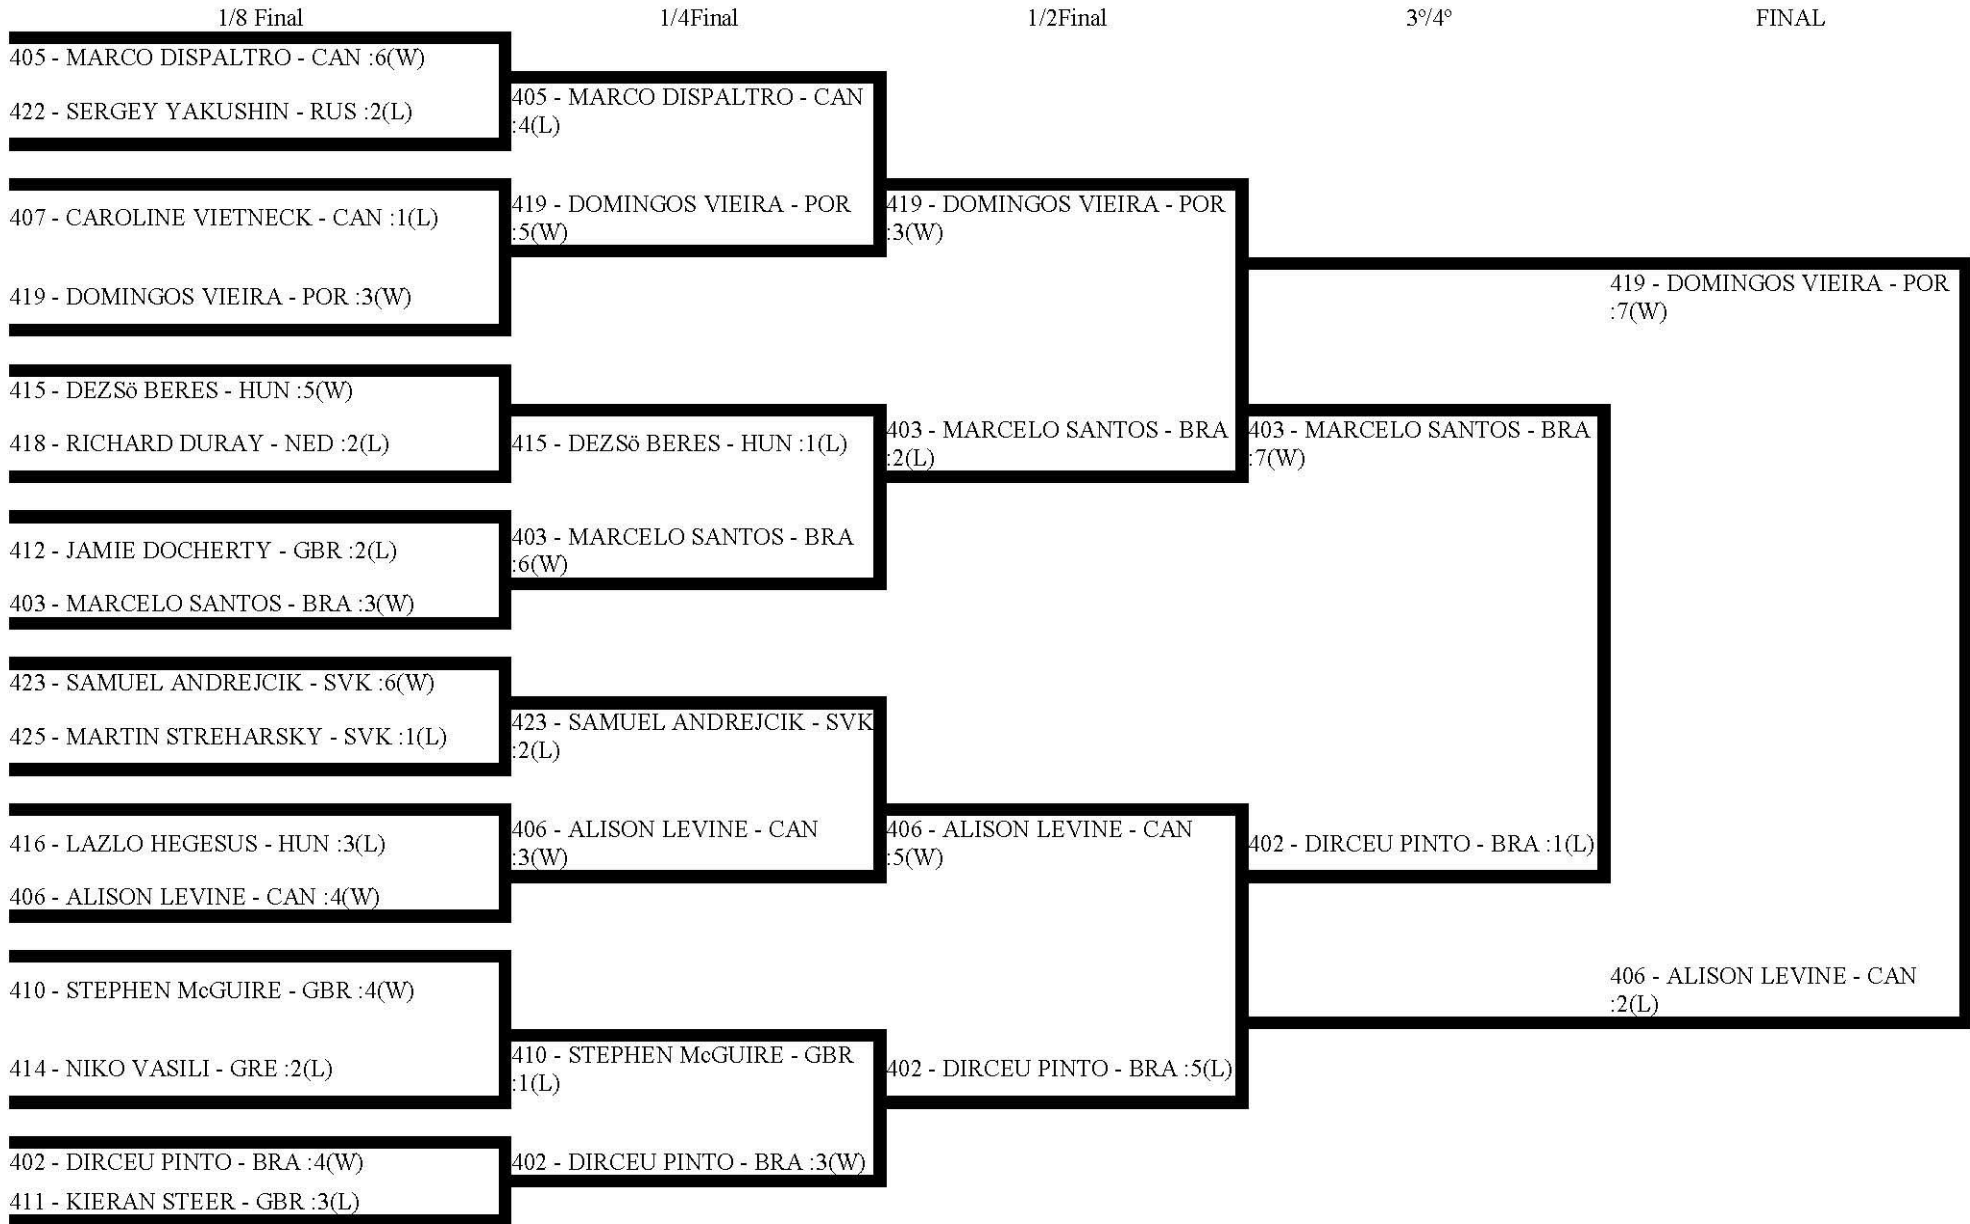 1/8 Final
1/4Final
1/2Final
3º/4º
FINAL
405 - MARCO DISPALTRO - CAN :6(W)
422 - SERGEY YAKUSHIN - RUS :2(L)
407 - CAROLINE VIETNECK - CAN :1(L)
419 - DOMINGOS VIEIRA - POR :3(W)
415 - DEZSö BERES - HUN :5(W)
418 - RICHARD DURAY - NED :2(L)
412 - JAMIE DOCHERTY - GBR :2(L)
403 - MARCELO SANTOS - BRA :3(W)
423 - SAMUEL ANDREJCIK - SVK :6(W)
425 - MARTIN STREHARSKY - SVK :1(L)
416 - LAZLO HEGESUS - HUN :3(L)
406 - ALISON LEVINE - CAN :4(W)
410 - STEPHEN McGUIRE - GBR :4(W)
414 - NIKO VASILI - GRE :2(L)
402 - DIRCEU PINTO - BRA :4(W)
411 - KIERAN STEER - GBR :3(L)
405 - MARCO DISPALTRO - CAN
:4(L)
419 - DOMINGOS VIEIRA - POR
:5(W)
415 - DEZSö BERES - HUN :1(L)
403 - MARCELO SANTOS - BRA
:6(W)
423 - SAMUEL ANDREJCIK - SVK
:2(L)
406 - ALISON LEVINE - CAN
:3(W)
410 - STEPHEN McGUIRE - GBR
:1(L)
402 - DIRCEU PINTO - BRA :3(W)
419 - DOMINGOS VIEIRA - POR
:3(W)
403 - MARCELO SANTOS - BRA
:2(L)
406 - ALISON LEVINE - CAN
:5(W)
402 - DIRCEU PINTO - BRA :5(L)
403 - MARCELO SANTOS - BRA
:7(W)
402 - DIRCEU PINTO - BRA :1(L)
419 - DOMINGOS VIEIRA - POR
:7(W)
406 - ALISON LEVINE - CAN
:2(L)